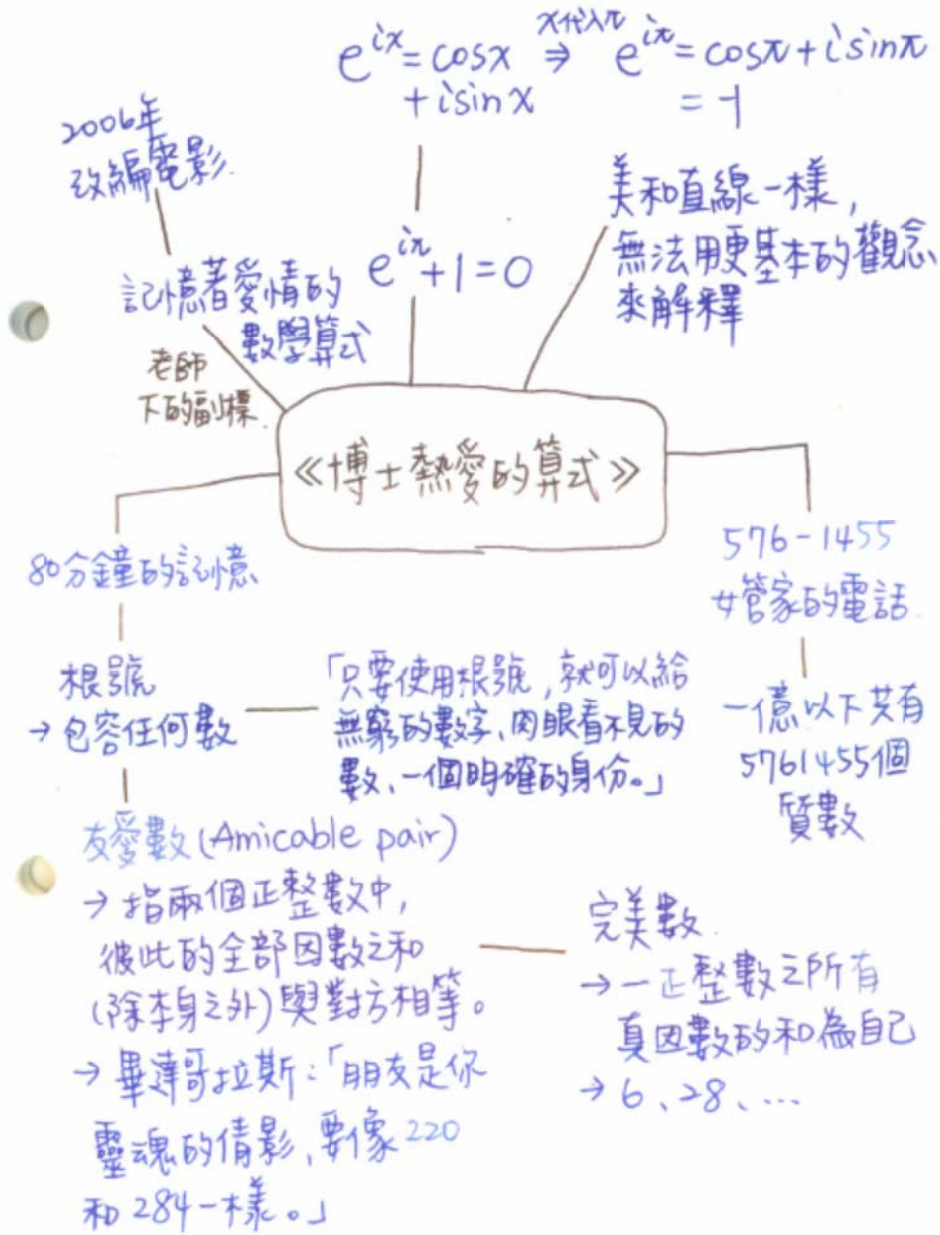 e^{ix} = cosx
+ isinx
x代入π
⇒
e^{iπ} = cosπ + isinπ
= -1
2006年
改編電影
記憶著愛情的
數學算式
老師
下的副標
e^{iπ} + 1 = 0
美和直線一樣,
無法用更基本的觀念
來解釋
《博士熱愛的算式》
80分鐘的記憶
根號
→ 包容任何數
「只要使用根號,就可以給
無窮的數字、肉眼看不見的
數、一個明確的身份。」
576-1455
女管家的電話
一億以下共有
5761455個
質數
友愛數(Amicable pair)
→ 指兩個正整數中,
彼此的全部因數之和
(除本身之外)與對方相等。
→ 畢達哥拉斯:「朋友是你
靈魂的倩影,要像220
和284一樣。」
完美數
→ 一正整數之所有
真因數的和為自己
→ 6、28、…